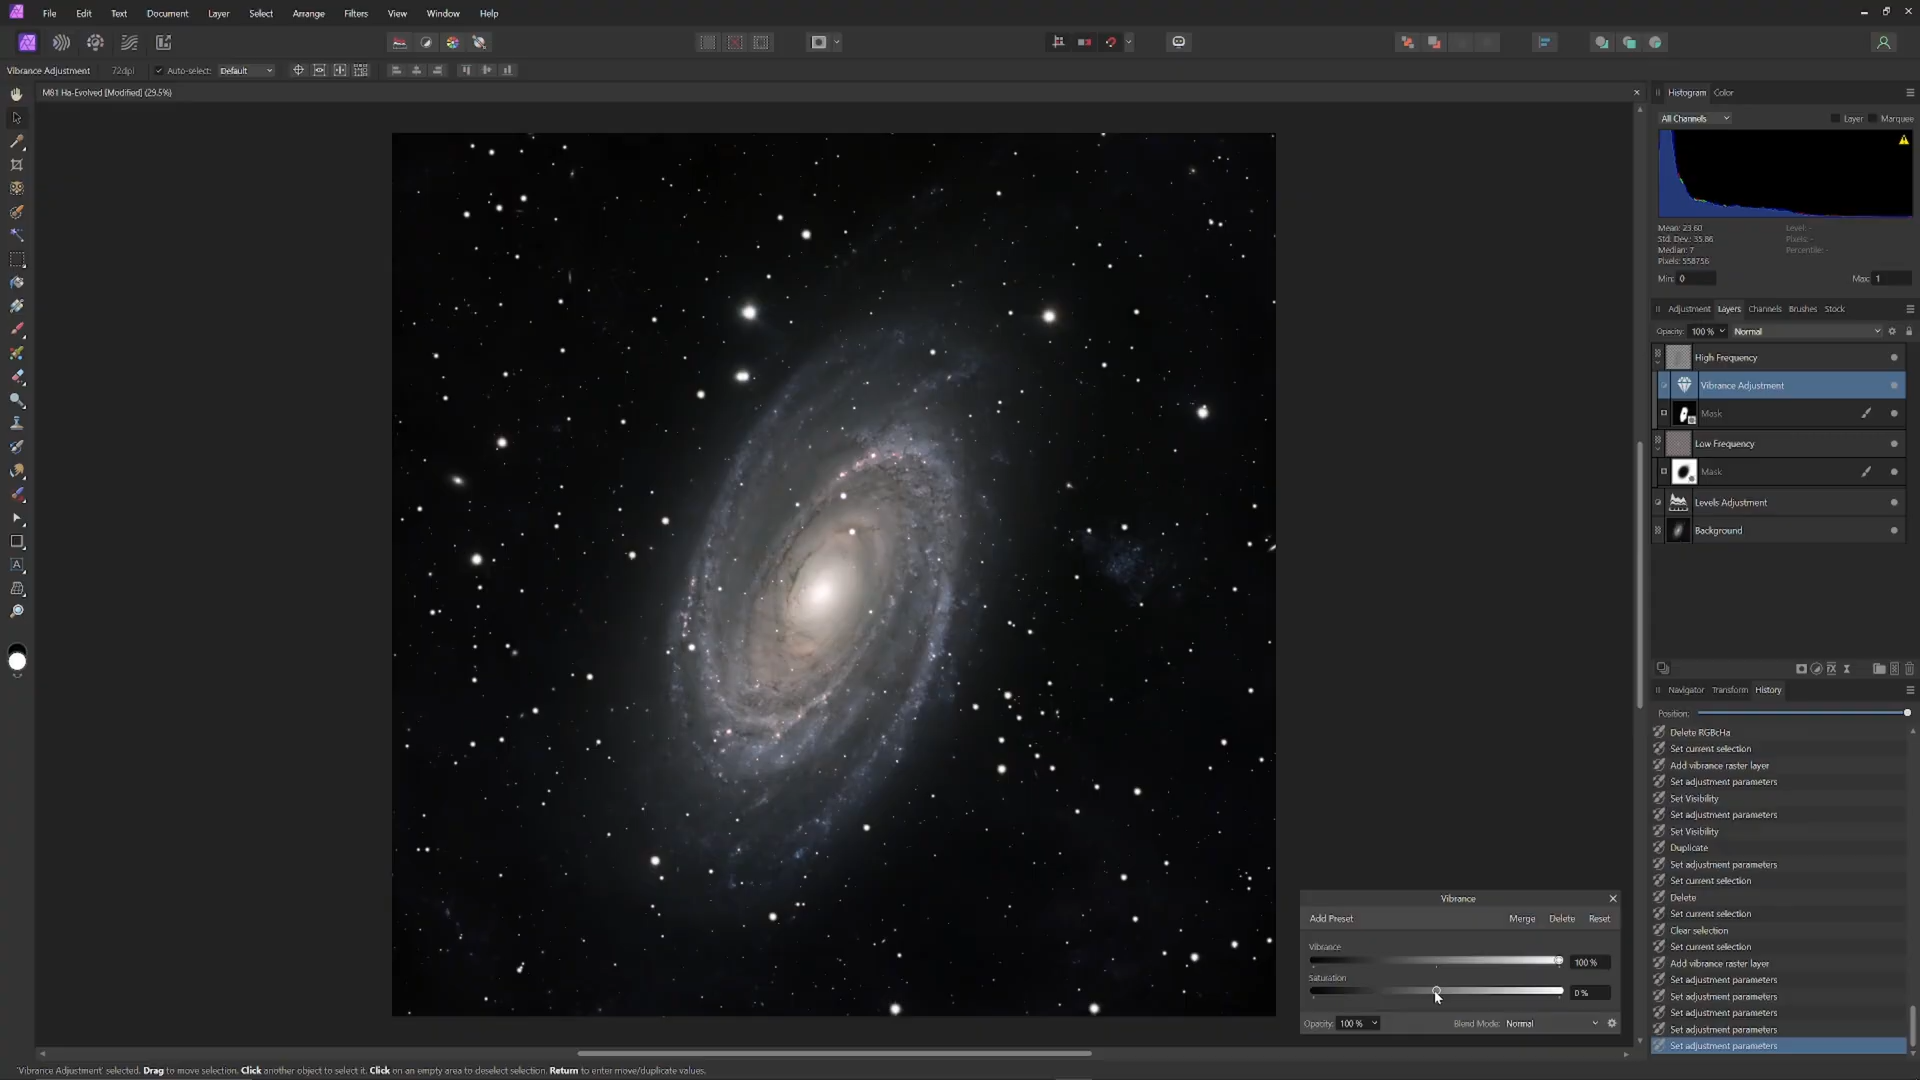 File Edit Text Document Layer Select Arrange Filters View Window Help
Vibrance Adjustment 72dpi Auto-select: Default
M81 Ha-Evolved [Modified] (29.5%)
Histogram Color
All Channels Layer Marquee
Mean: 23.60 Level: -
Std. Dev.: 35.86 Pixels: -
Median: 7 Percentile: -
Pixels: 558756
Min: 0 Max: 1
Adjustment Layers Channels Brushes Stock
Opacity: 100 % Normal
High Frequency
Vibrance Adjustment
Mask
Low Frequency
Mask
Levels Adjustment
Background
Navigator Transform History
Position:
Delete RGBcHa
Set current selection
Add vibrance raster layer
Set adjustment parameters
Set Visibility
Set adjustment parameters
Set Visibility
Duplicate
Set adjustment parameters
Set current selection
Delete
Set current selection
Clear selection
Set current selection
Add vibrance raster layer
Set adjustment parameters
Set adjustment parameters
Set adjustment parameters
Set adjustment parameters
Set adjustment parameters
Vibrance
Add Preset Merge Delete Reset
Vibrance
100 %
Saturation
0 %
Opacity: 100 % Blend Mode: Normal
'Vibrance Adjustment' selected. Drag to move selection. Click another object to select it. Click on an empty area to deselect selection. Return to enter move/duplicate values.